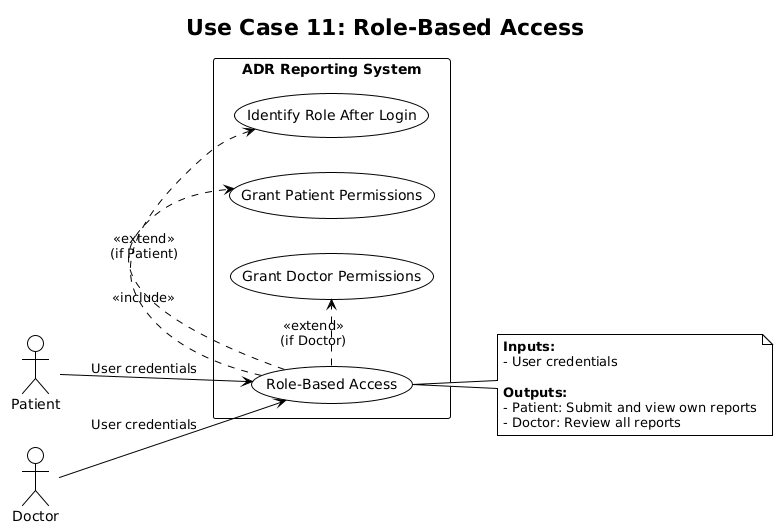 Use Case 11: Role-Based Access
ADR Reporting System
Identify Role After Login
Grant Patient Permissions
«extend»
(if Patient)
Grant Doctor Permissions
«include»
«extend»
(if Doctor)
Inputs:
- User credentials
Outputs:
- Patient: Submit and view own reports
- Doctor: Review all reports
User credentials
Role-Based Access
Patient
User credentials
Doctor